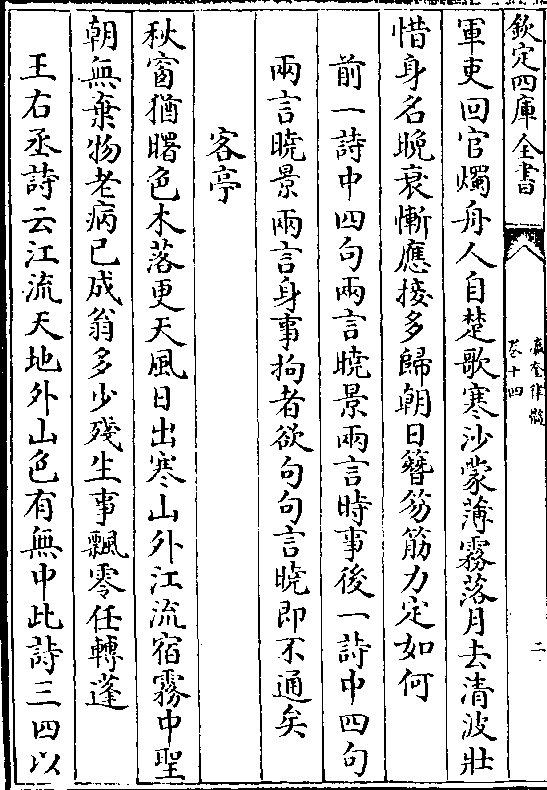 欽定四庫全書
瀛奎律髓
卷十四
二
軍吏回官燭舟人自楚歌寒沙蒙薄霧落月去清波壯
惜身名晚衰慚應接多歸朝日簪笏筋力定如何
前一詩中四句兩言曉景兩言時事後一詩中四句
兩言曉景兩言身事拘者欲句句言曉即不通矣
客亭
秋窗猶曙色木落更天風日出寒山外江流宿霧中聖
朝無棄物老病已成翁多少殘生事飄零任轉蓬
王右丞詩云江流天地外山色有無中此詩三四以